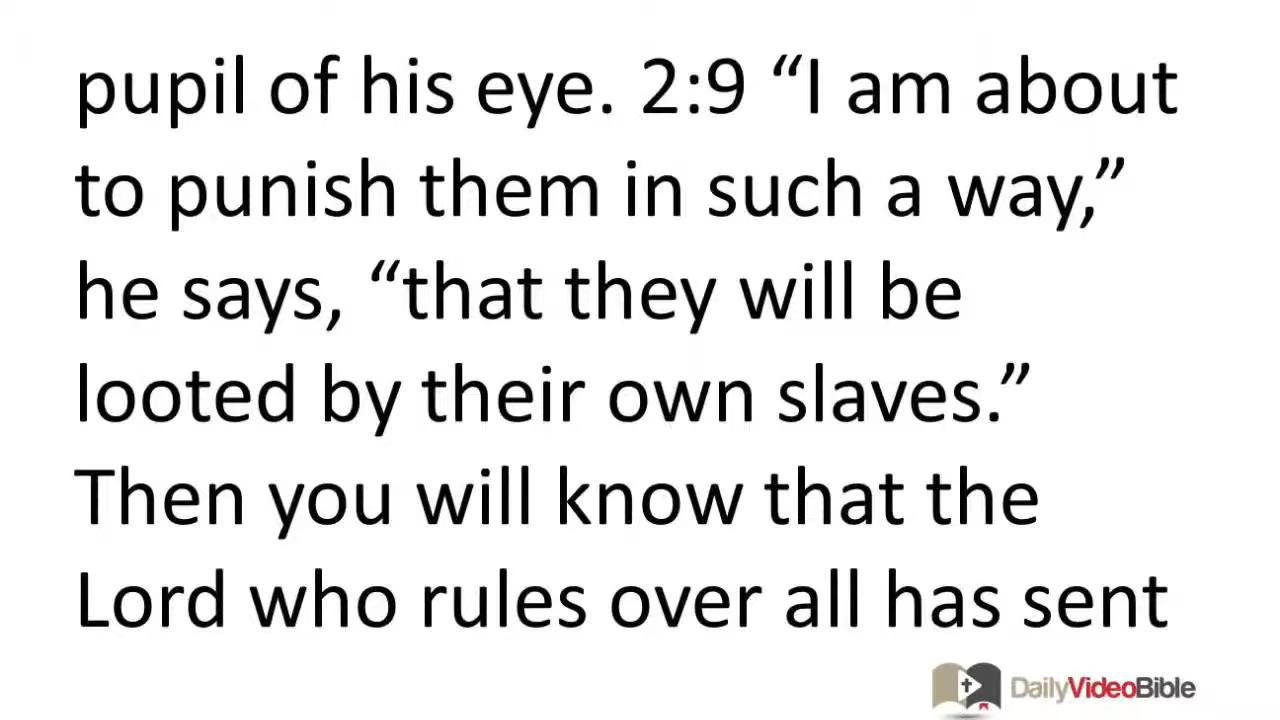 pupil of his eye. 2:9 “I am about
to punish them in such a way,”
he says, “that they will be
looted by their own slaves.”
Then you will know that the
Lord who rules over all has sent
DailyVideoBible